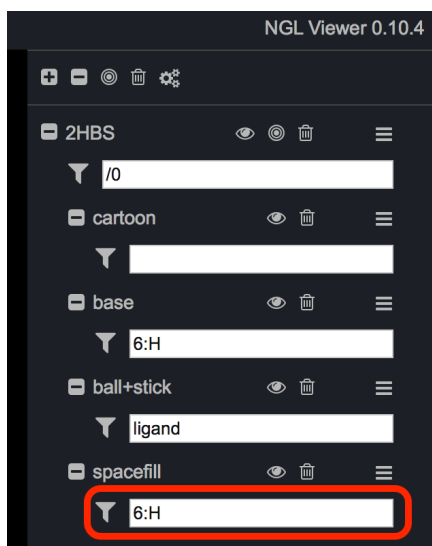 NGL Viewer 0.10.4
2HBS
/0
cartoon
base
6:H
ball+stick
ligand
spacefill
6:H